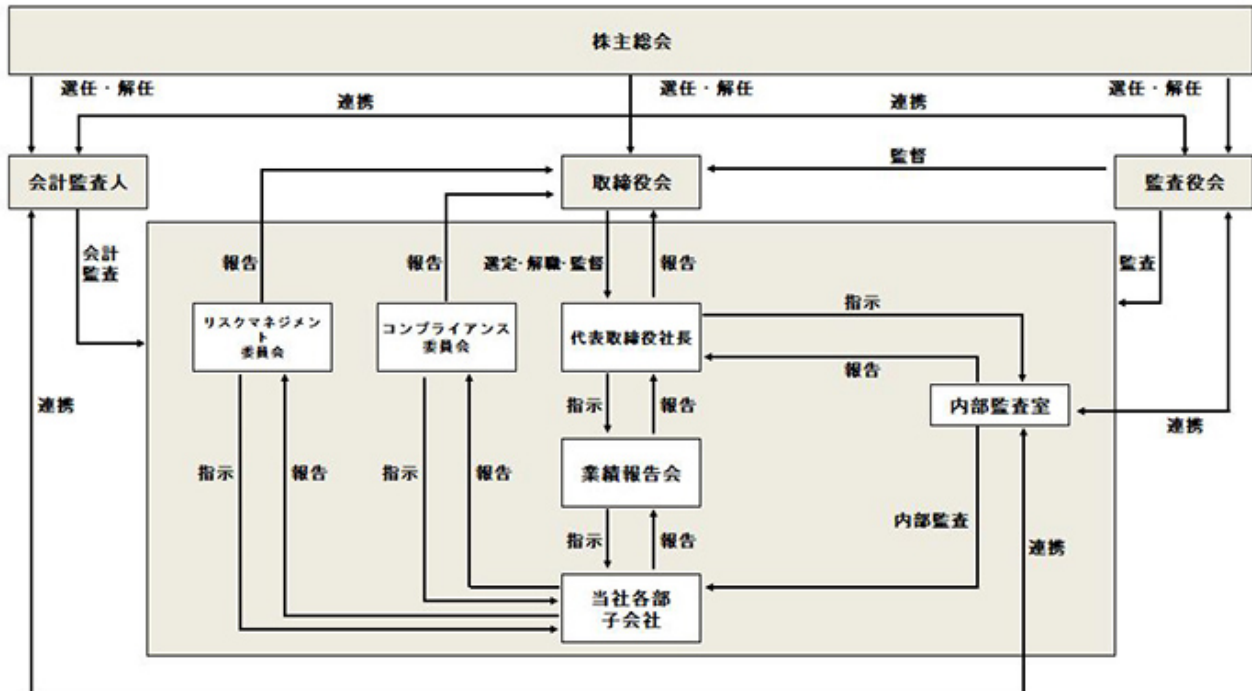 株主総会
選任・解任
選任・解任
選任・解任
連携
連携
会計監査人
取締役会
監督
監査役会
会計
監査
報告
報告
選定・解職・監督
報告
監査
リスクマネジメン
ト
委員会
コンプライアンス
委員会
代表取締役社長
指示
報告
内部監査室
連携
指示
報告
連携
業績報告会
指示
報告
指示
報告
内部監査
指示
報告
連携
当社各部
子会社